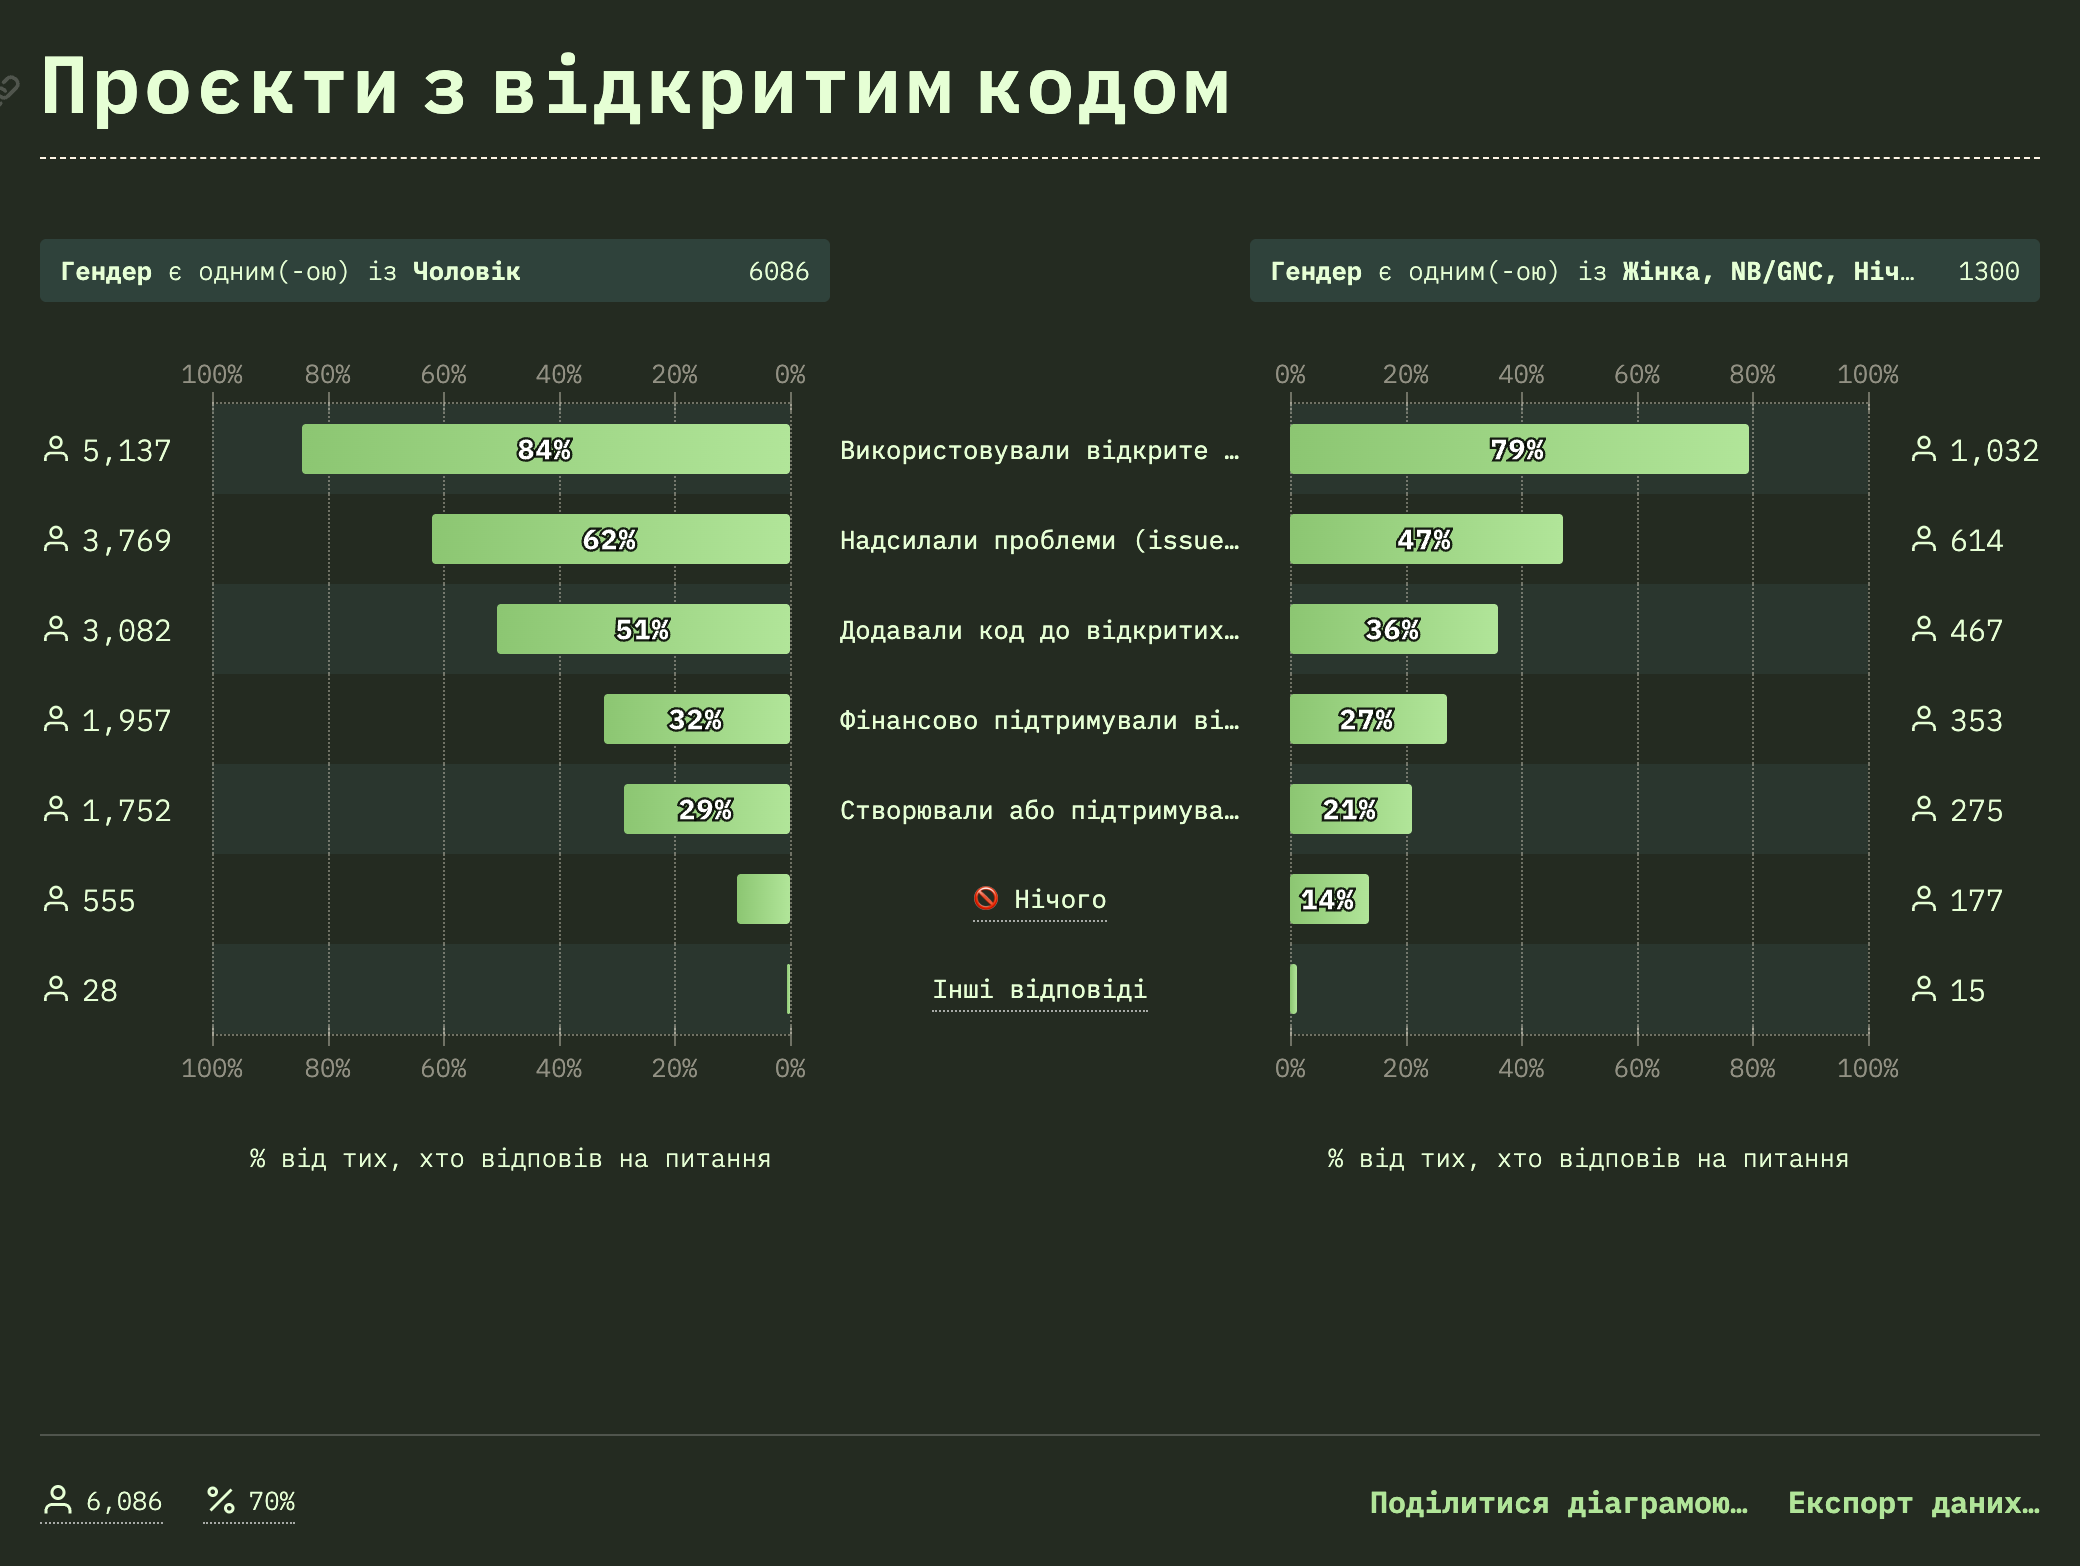 Проєкти з відкритим кодом
Гендер є одним(-ою) із Чоловік 6086
Гендер є одним(-ою) із Жінка, NB/GNC, Ніч… 1300
100% 80% 60% 40% 20% 0%
0% 20% 40% 60% 80% 100%
5,137 84% Використовували відкрите … 79% 1,032
3,769 62% Надсилали проблеми (issue… 47% 614
3,082 51% Додавали код до відкритих… 36% 467
1,957 32% Фінансово підтримували ві… 27% 353
1,752 29% Створювали або підтримува… 21% 275
555 🚫 Нічого 14% 177
28 Інші відповіді 15
100% 80% 60% 40% 20% 0%
0% 20% 40% 60% 80% 100%
% від тих, хто відповів на питання
% від тих, хто відповів на питання
6,086 70% Поділитися діаграмою… Експорт даних…